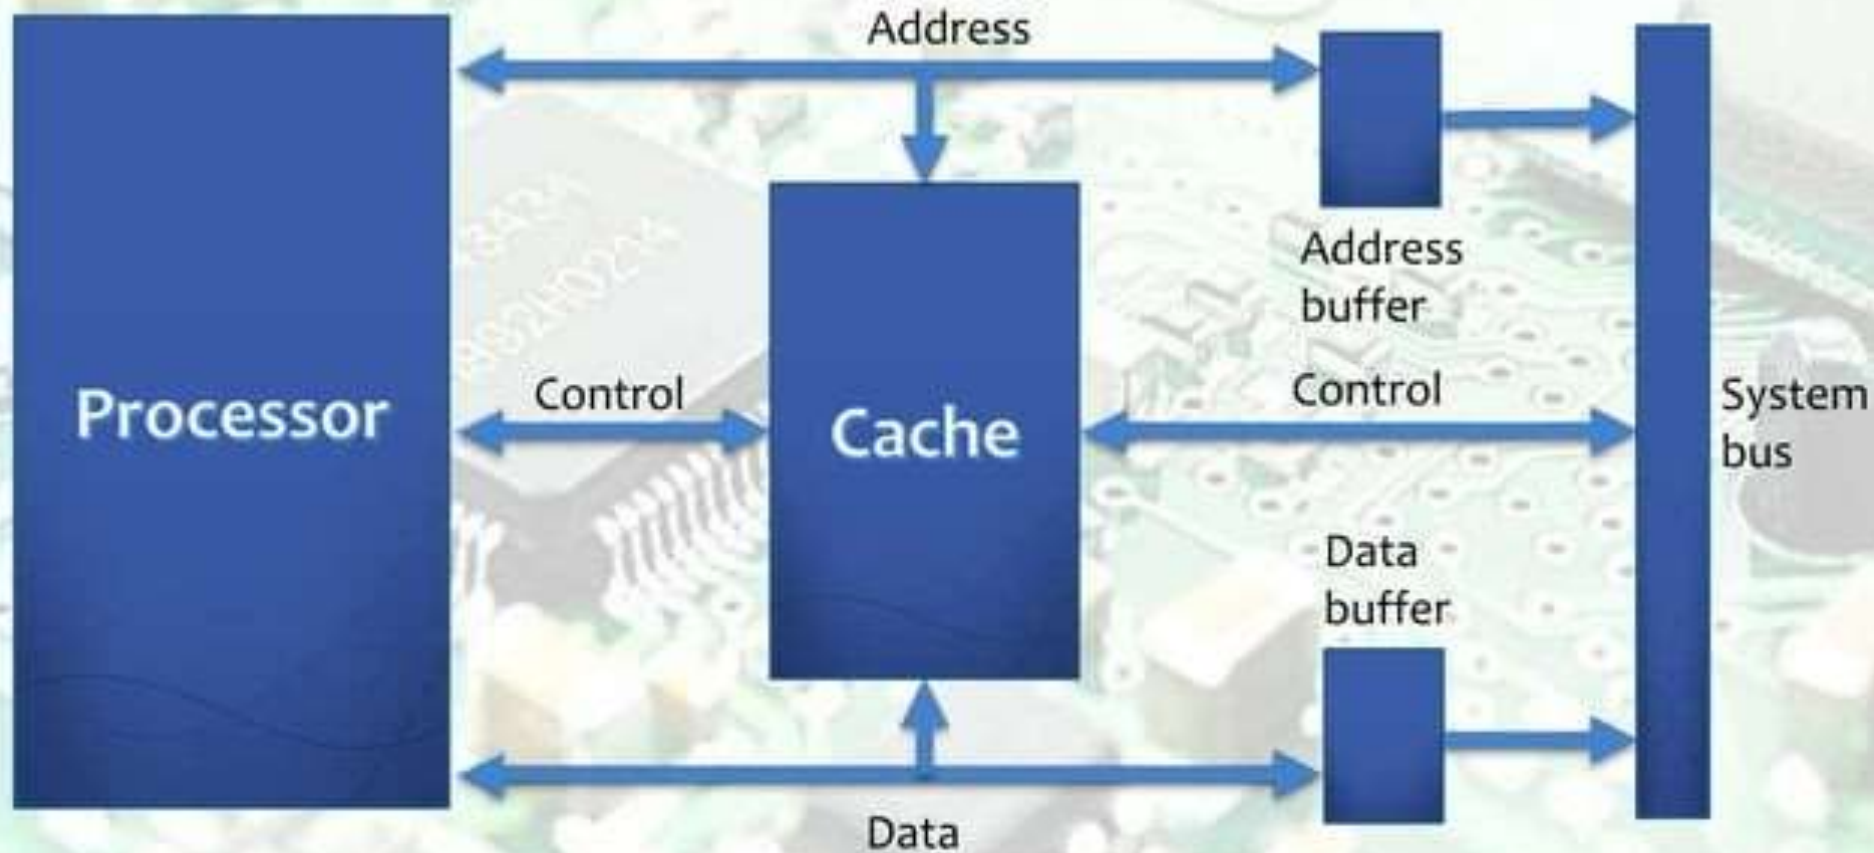 Address
Address
buffer
Processor
Control
Cache
Control
System
bus
Data
buffer
Data